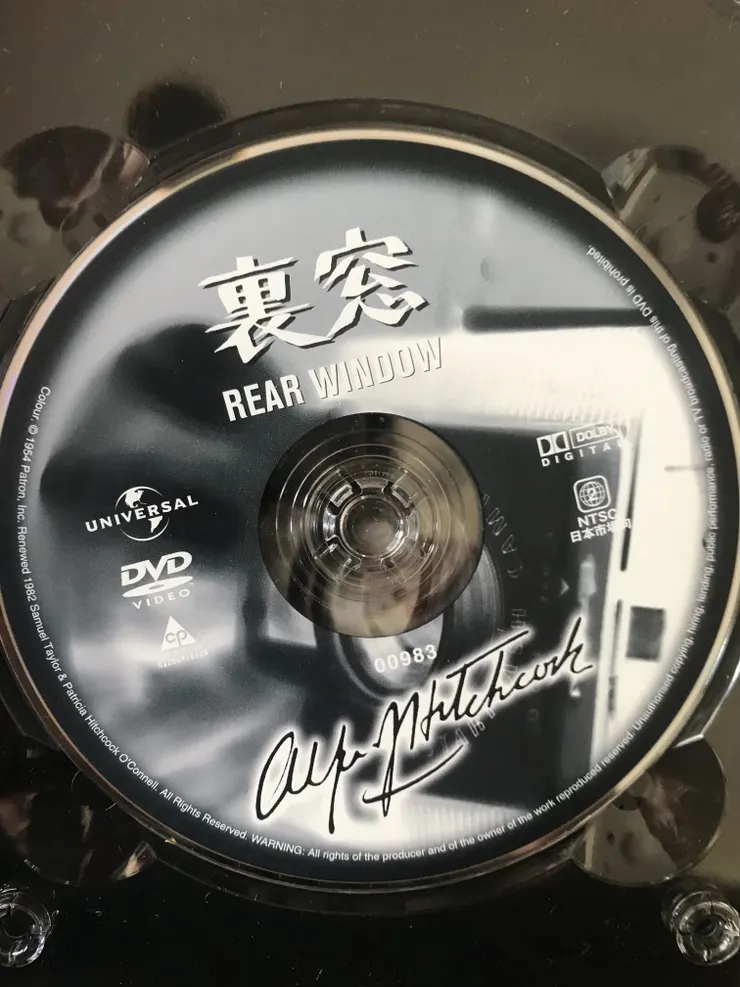 裏窓
REAR WINDOW
DOLBY
DIGITAL
2
NTSC
日本市場向
UNIVERSAL
DVD
VIDEO
CP
00983
Alfred Hitchcock
Colour. © 1954 Patron, Inc. Renewed 1982 Samuel Taylor & Patricia Hitchcock O'Connell. All Rights Reserved. WARNING: All rights of the producer and of the owner of the work reproduced reserved. Unauthorised copying, hiring, lending, public performance, radio or TV broadcasting of this DVD is prohibited.